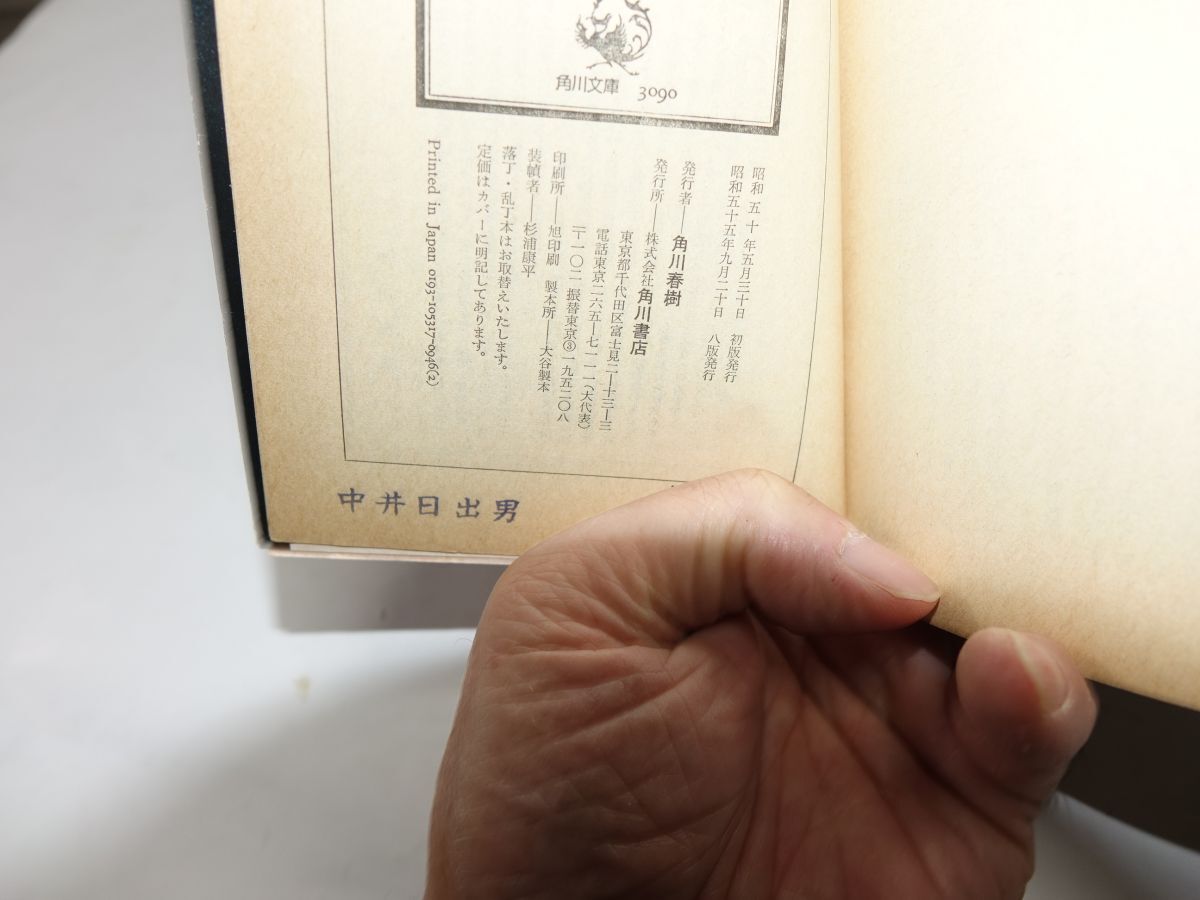 角川文庫 3090
昭和五十年五月三十日 初版発行
昭和五十五年九月二十日 八版発行
発行者――角川春樹
発行所――株式会社角川書店
東京都千代田区富士見二―十三―三
電話東京二六五―七一一一(大代表)
〒一〇二 振替東京③一九五二〇八
印刷所――旭印刷 製本所――大谷製本
装幀者――杉浦康平
落丁・乱丁本はお取替えいたします。
定価はカバーに明記してあります。
Printed in Japan 0193-105317-0946(2)
中井日出男